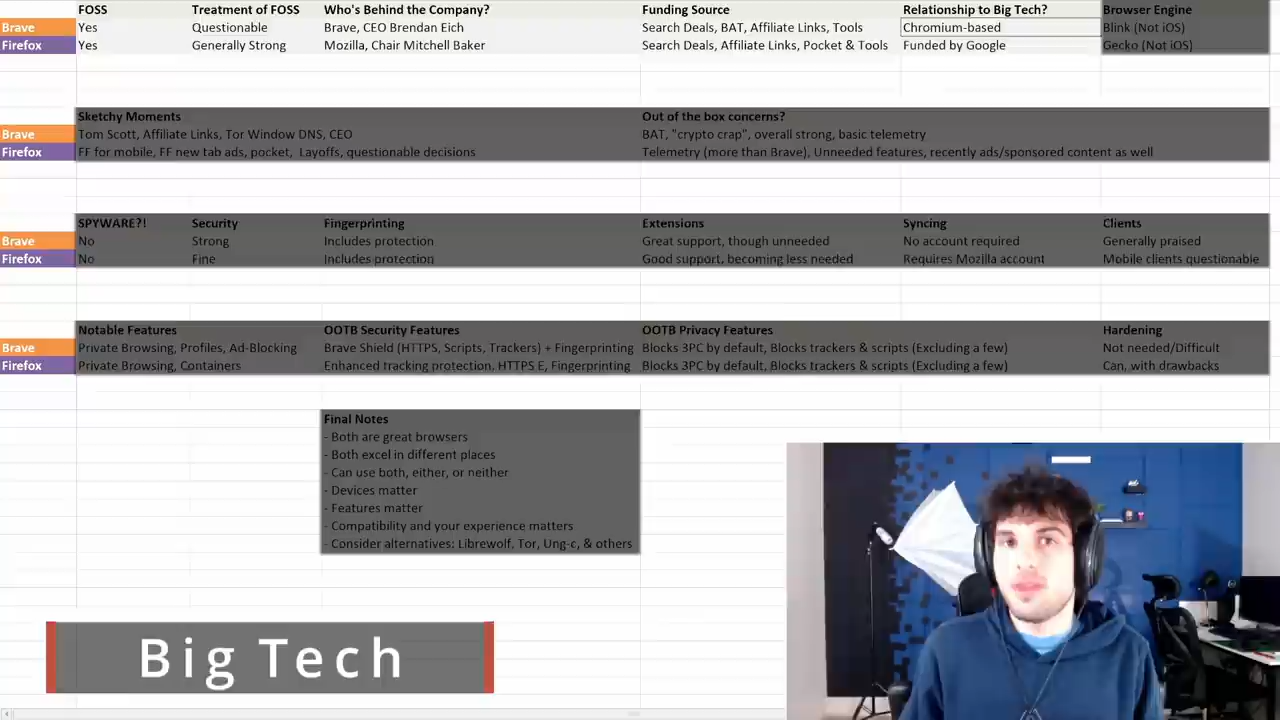 FOSS Treatment of FOSS Who's Behind the Company? Funding Source Relationship to Big Tech? Browser Engine
Brave Yes Questionable Brave, CEO Brendan Eich Search Deals, BAT, Affiliate Links, Tools Chromium-based Blink (Not iOS)
Firefox Yes Generally Strong Mozilla, Chair Mitchell Baker Search Deals, Affiliate Links, Pocket & Tools Funded by Google Gecko (Not iOS)
Sketchy Moments Out of the box concerns?
Brave Tom Scott, Affiliate Links, Tor Window DNS, CEO BAT, "crypto crap", overall strong, basic telemetry
Firefox FF for mobile, FF new tab ads, pocket, Layoffs, questionable decisions Telemetry (more than Brave), Unneeded features, recently ads/sponsored content as well
SPYWARE?! Security Fingerprinting Extensions Syncing Clients
Brave No Strong Includes protection Great support, though unneeded No account required Generally praised
Firefox No Fine Includes protection Good support, becoming less needed Requires Mozilla account Mobile clients questionable
Notable Features OOTB Security Features OOTB Privacy Features Hardening
Brave Private Browsing, Profiles, Ad-Blocking Brave Shield (HTTPS, Scripts, Trackers) + Fingerprinting Blocks 3PC by default, Blocks trackers & scripts (Excluding a few) Not needed/Difficult
Firefox Private Browsing, Containers Enhanced tracking protection, HTTPS E, Fingerprinting Blocks 3PC by default, Blocks trackers & scripts (Excluding a few) Can, with drawbacks
Final Notes
- Both are great browsers
- Both excel in different places
- Can use both, either, or neither
- Devices matter
- Features matter
- Compatibility and your experience matters
- Consider alternatives: Librewolf, Tor, Ung-c, & others
Big Tech